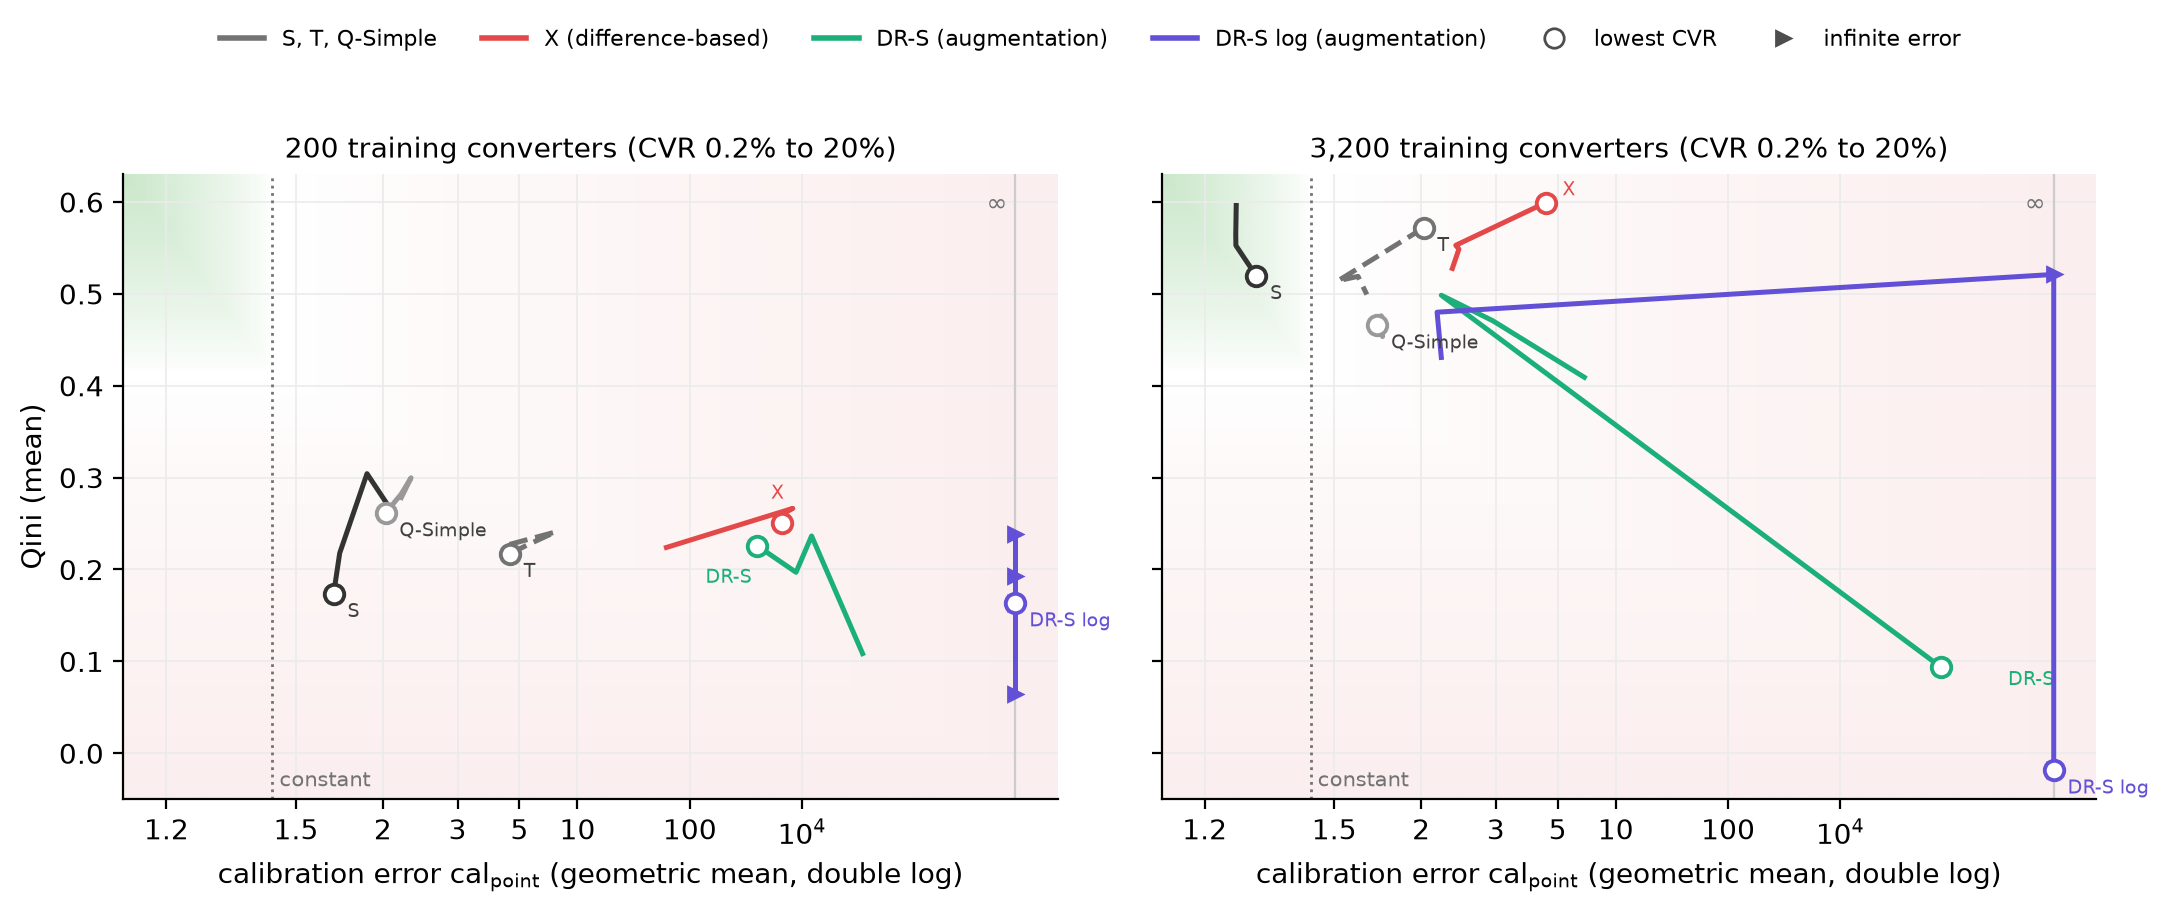 S, T, Q-Simple X (difference-based) DR-S (augmentation) DR-S log (augmentation) lowest CVR infinite error
200 training converters (CVR 0.2% to 20%)
Qini (mean)
0.6
0.5
0.4
0.3
0.2
0.1
0.0
∞
X
Q-Simple
T
DR-S
S
DR-S log
constant
1.2 1.5 2 3 5 10 100 10⁴
calibration error cal_point (geometric mean, double log)
3,200 training converters (CVR 0.2% to 20%)
X
∞
T
S
Q-Simple
DR-S
constant
DR-S log
1.2 1.5 2 3 5 10 100 10⁴
calibration error cal_point (geometric mean, double log)